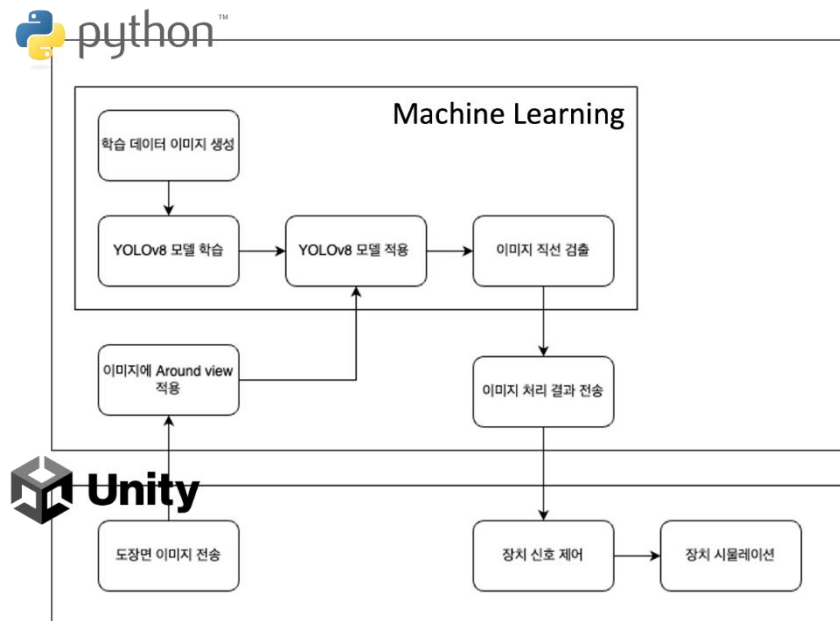 python™
Machine Learning
학습 데이터 이미지 생성
YOLOv8 모델 학습
YOLOv8 모델 적용
이미지 직선 검출
이미지에 Around view
적용
이미지 처리 결과 전송
Unity
도장면 이미지 전송
장치 신호 제어
장치 시물레이션